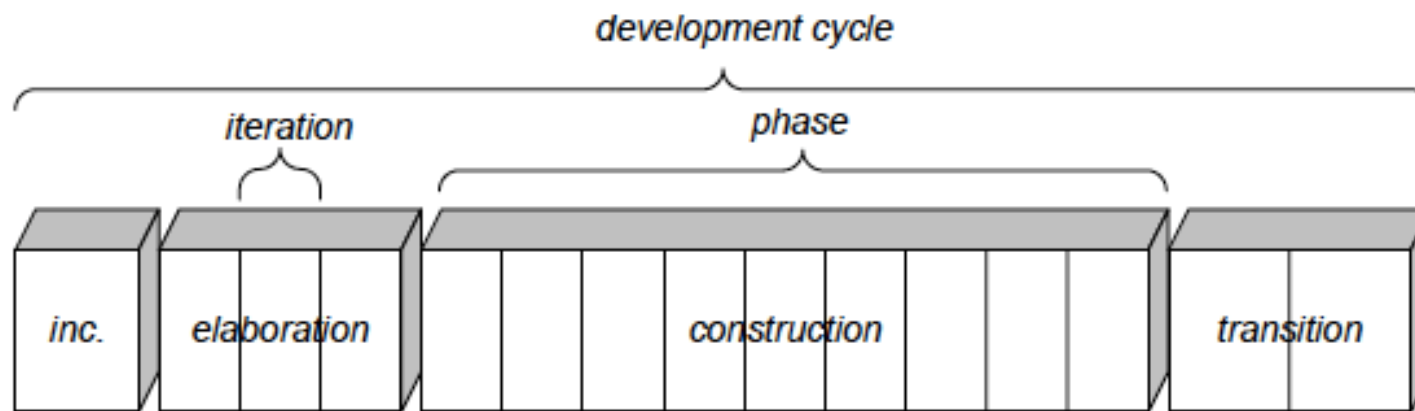 development cycle
iteration
phase
inc.
elaboration
construction
transition